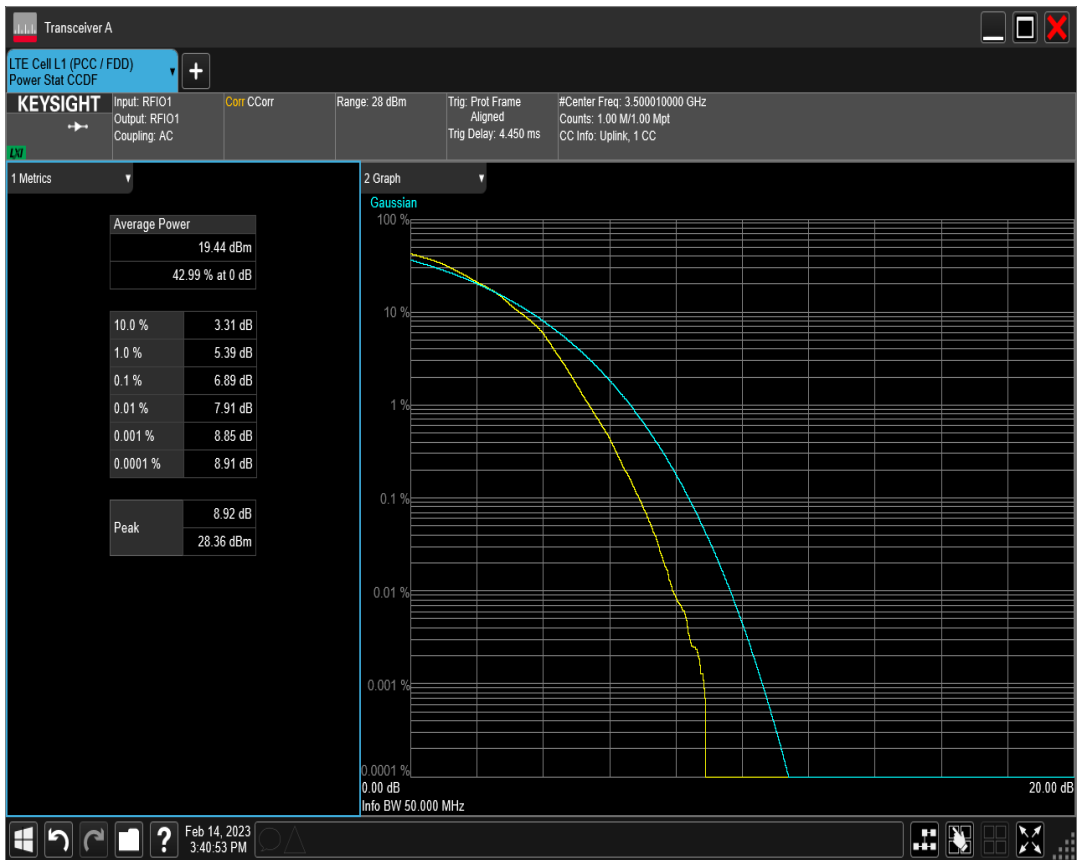 Transceiver A
LTE Cell L1 (PCC / FDD)
Power Stat CCDF
+
KEYSIGHT
LXI
Input: RFIO1
Output: RFIO1
Coupling: AC
Corr CCorr
Range: 28 dBm
Trig: Prot Frame
Aligned
Trig Delay: 4.450 ms
#Center Freq: 3.500010000 GHz
Counts: 1.00 M/1.00 Mpt
CC Info: Uplink, 1 CC
1 Metrics
Average Power
19.44 dBm
42.99 % at 0 dB
10.0 % 3.31 dB
1.0 % 5.39 dB
0.1 % 6.89 dB
0.01 % 7.91 dB
0.001 % 8.85 dB
0.0001 % 8.91 dB
Peak
8.92 dB
28.36 dBm
2 Graph
Gaussian
100 %
10 %
1 %
0.1 %
0.01 %
0.001 %
0.0001 %
0.00 dB 20.00 dB
Info BW 50.000 MHz
?
Feb 14, 2023
3:40:53 PM